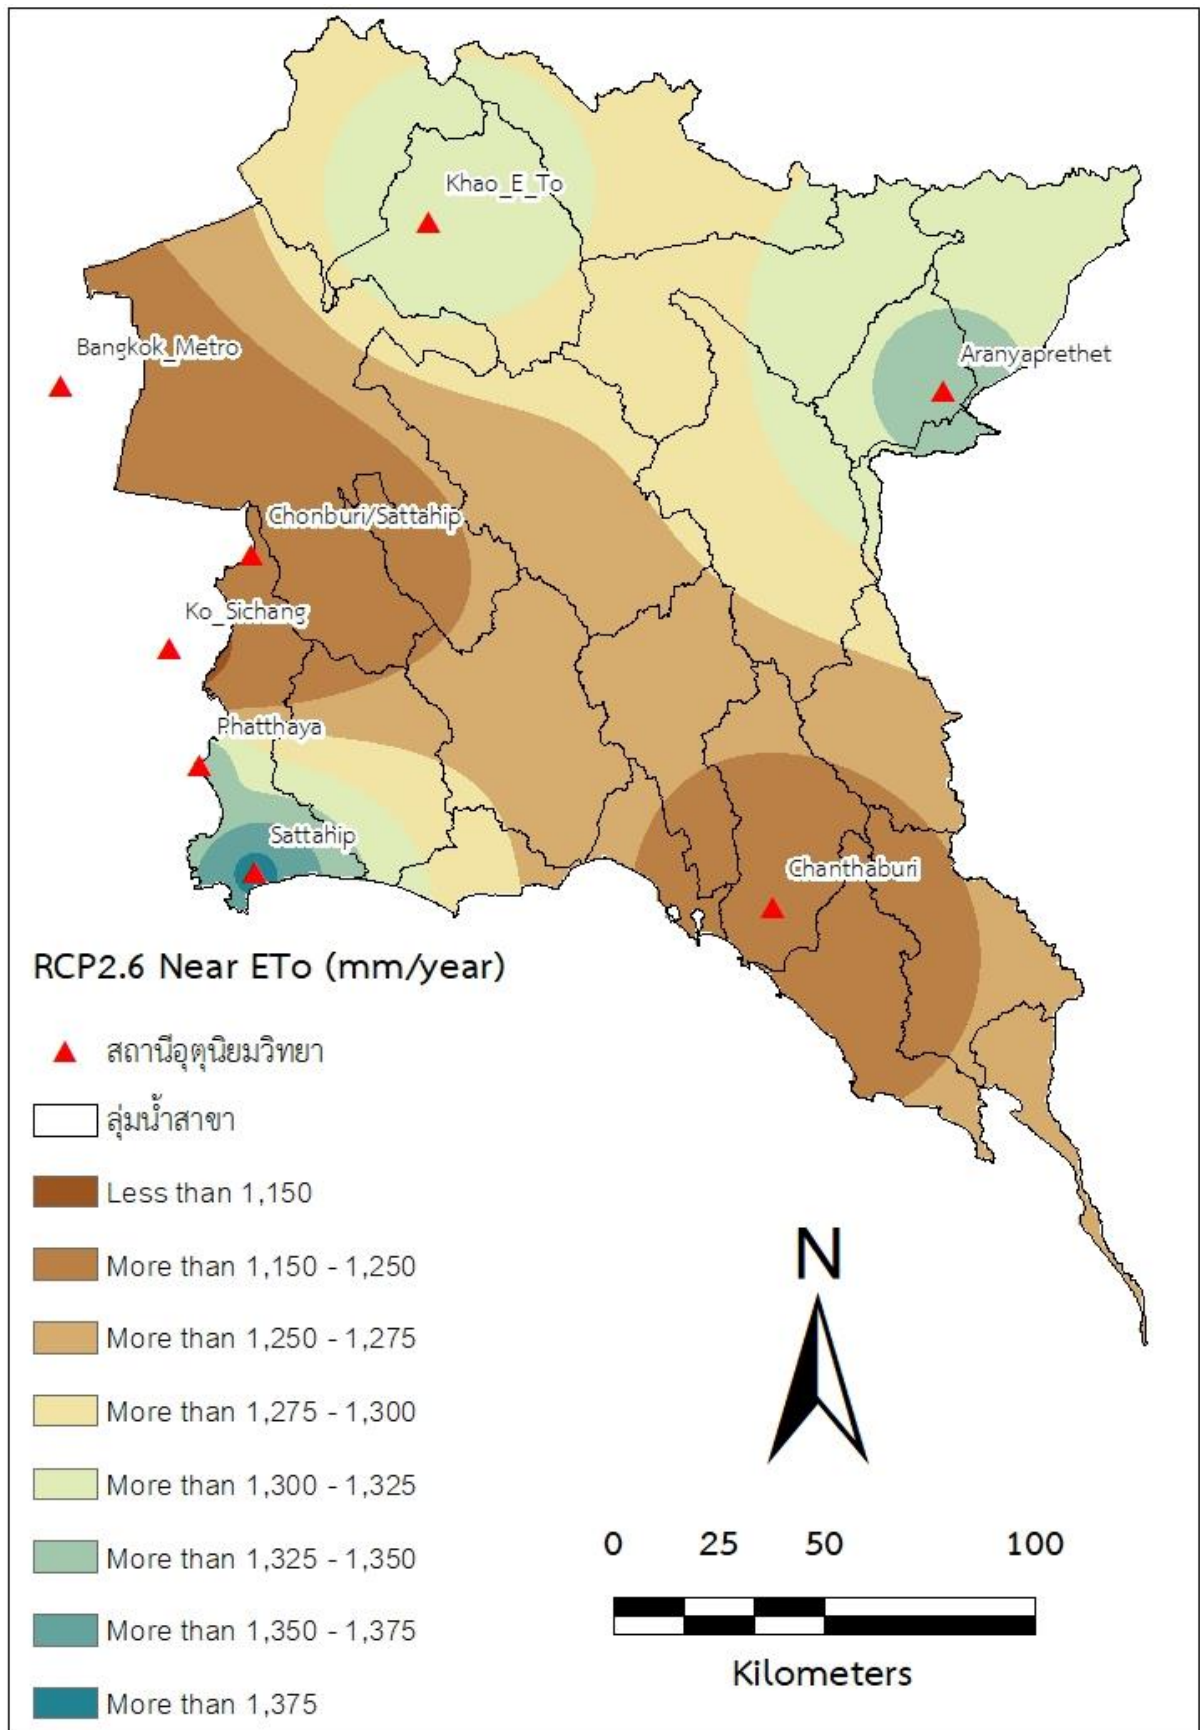 Khao_E_To
Bangkok_Metro
Aranyaprethet
Chonburi/Sattahip
Ko_Sichang
Phatthaya
Sattahip
Chanthaburi
RCP2.6 Near ETo (mm/year)
สถานีอุตุนิยมวิทยา
ลุ่มน้ำสาขา
Less than 1,150
More than 1,150 - 1,250
More than 1,250 - 1,275
More than 1,275 - 1,300
More than 1,300 - 1,325
More than 1,325 - 1,350
More than 1,350 - 1,375
More than 1,375
N
0 25 50 100
Kilometers